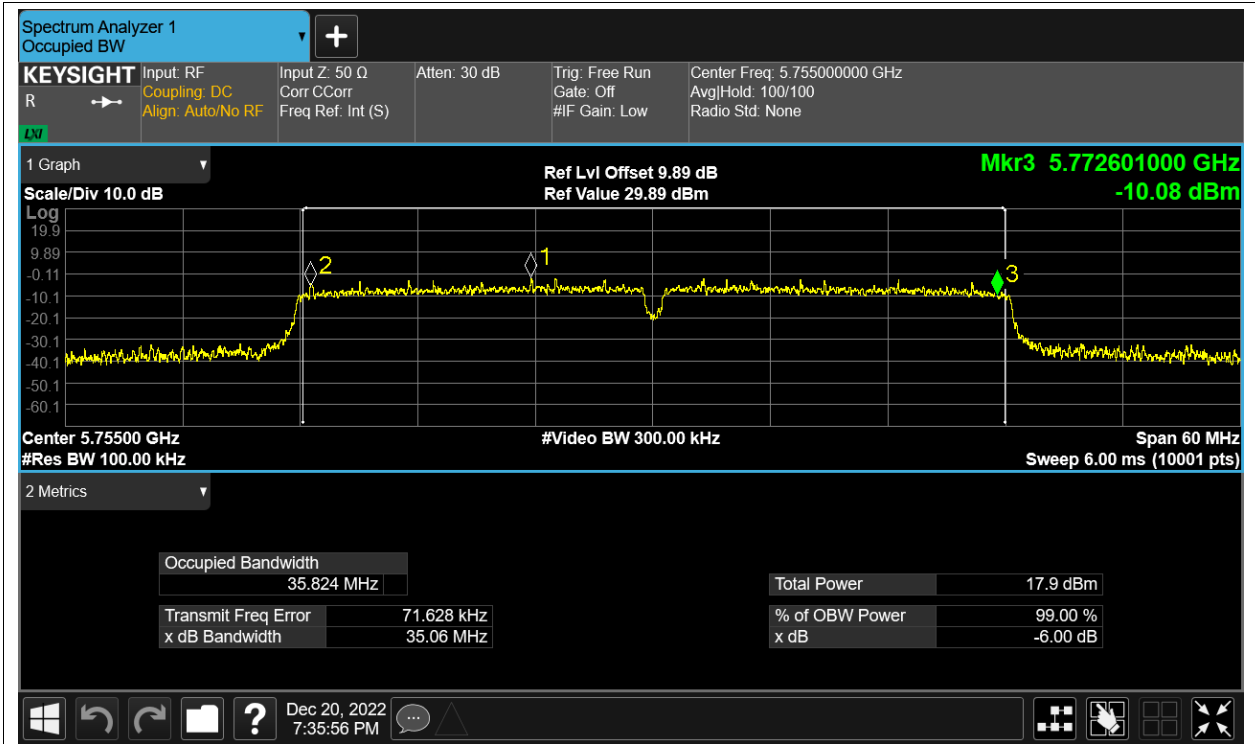 Spectrum Analyzer 1
Occupied BW
KEYSIGHT
R
LXI
Input: RF
Coupling: DC
Align: Auto/No RF
Input Z: 50 Ω
Corr CCorr
Freq Ref: Int (S)
Atten: 30 dB
Trig: Free Run
Gate: Off
#IF Gain: Low
Center Freq: 5.755000000 GHz
Avg|Hold: 100/100
Radio Std: None
1 Graph
Scale/Div 10.0 dB
Ref Lvl Offset 9.89 dB
Ref Value 29.89 dBm
Mkr3 5.772601000 GHz
-10.08 dBm
Log
19.9
9.89
-0.11
-10.1
-20.1
-30.1
-40.1
-50.1
-60.1
2
1
3
Center 5.75500 GHz
#Res BW 100.00 kHz
#Video BW 300.00 kHz
Span 60 MHz
Sweep 6.00 ms (10001 pts)
2 Metrics
Occupied Bandwidth
35.824 MHz
Transmit Freq Error 71.628 kHz
x dB Bandwidth 35.06 MHz
Total Power 17.9 dBm
% of OBW Power 99.00 %
x dB -6.00 dB
?
Dec 20, 2022
7:35:56 PM